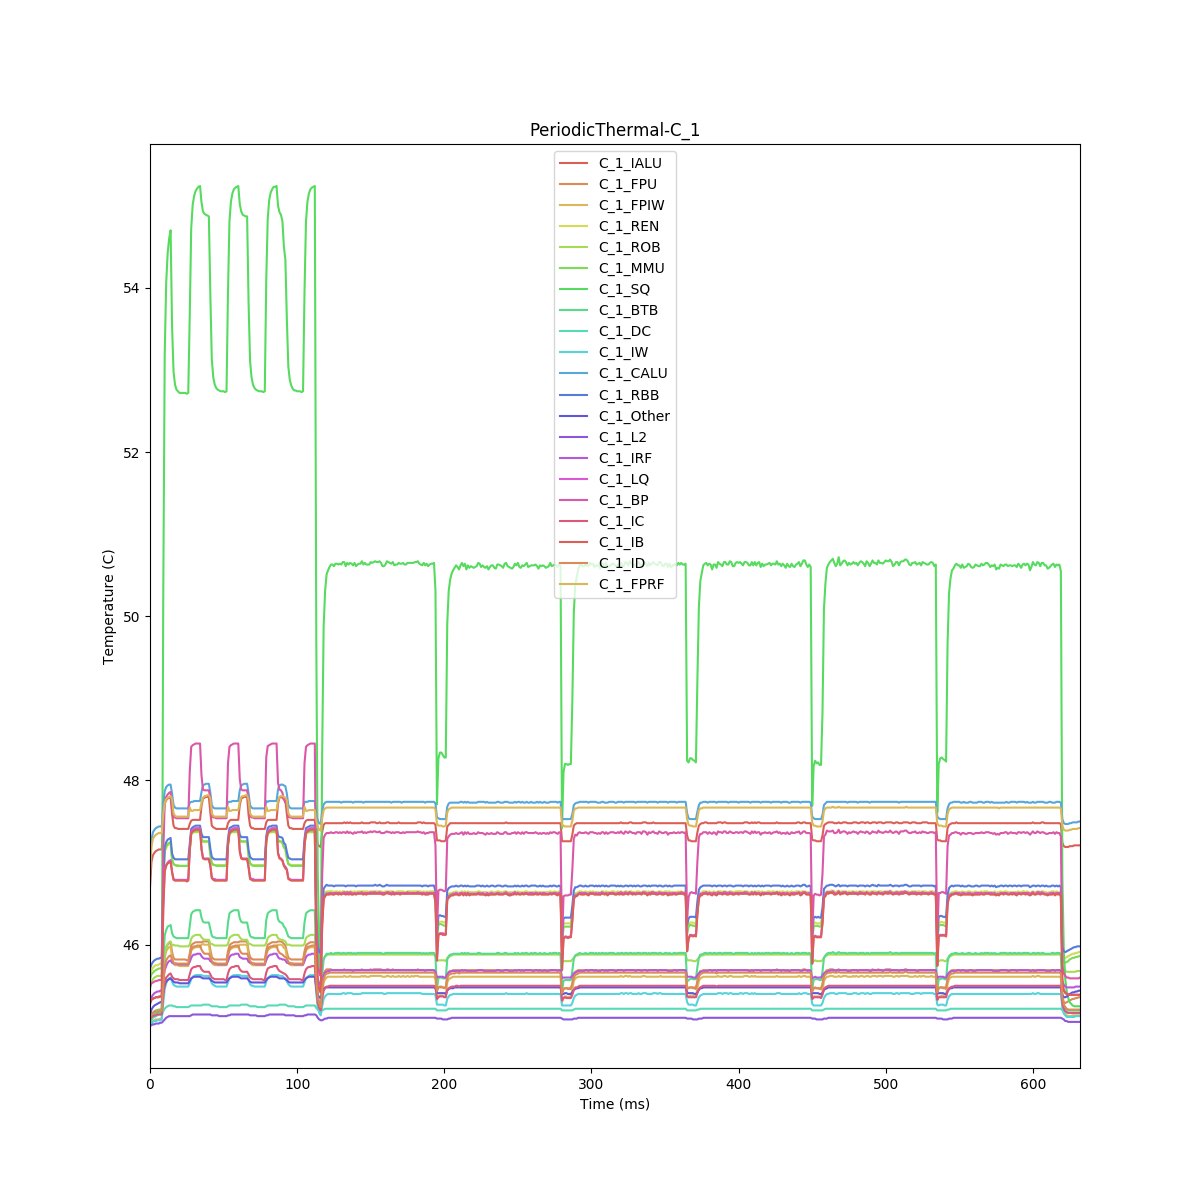 PeriodicThermal-C_1
C_1_IALU
C_1_FPU
C_1_FPIW
C_1_REN
C_1_ROB
C_1_MMU
C_1_SQ
C_1_BTB
C_1_DC
C_1_IW
C_1_CALU
C_1_RBB
C_1_Other
C_1_L2
C_1_IRF
C_1_LQ
C_1_BP
C_1_IC
C_1_IB
C_1_ID
C_1_FPRF
54
52
50
48
46
Temperature (C)
0 100 200 300 400 500 600
Time (ms)